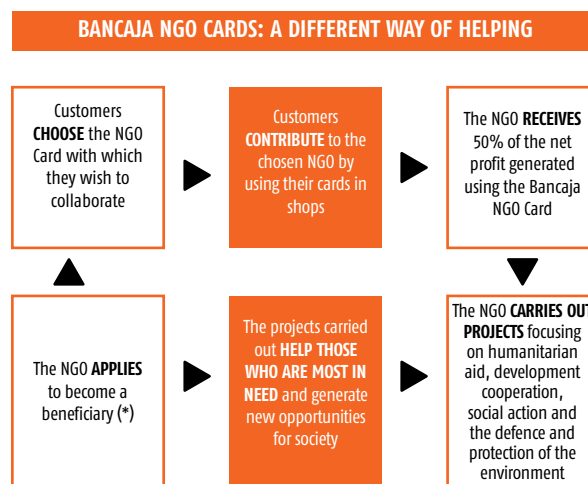 BANCAJA NGO CARDS: A DIFFERENT WAY OF HELPING
Customers
CHOOSE the NGO
Card with which
they wish to
collaborate
Customers
CONTRIBUTE to the
chosen NGO by
using their cards in
shops
The NGO RECEIVES
50% of the net
profit generated
using the Bancaja
NGO Card
The NGO APPLIES
to become a
beneficiary (*)
The projects carried
out HELP THOSE
WHO ARE MOST IN
NEED and generate
new opportunities
for society
The NGO CARRIES OUT
PROJECTS focusing
on humanitarian
aid, development
cooperation,
social action and
the defence and
protection of the
environment